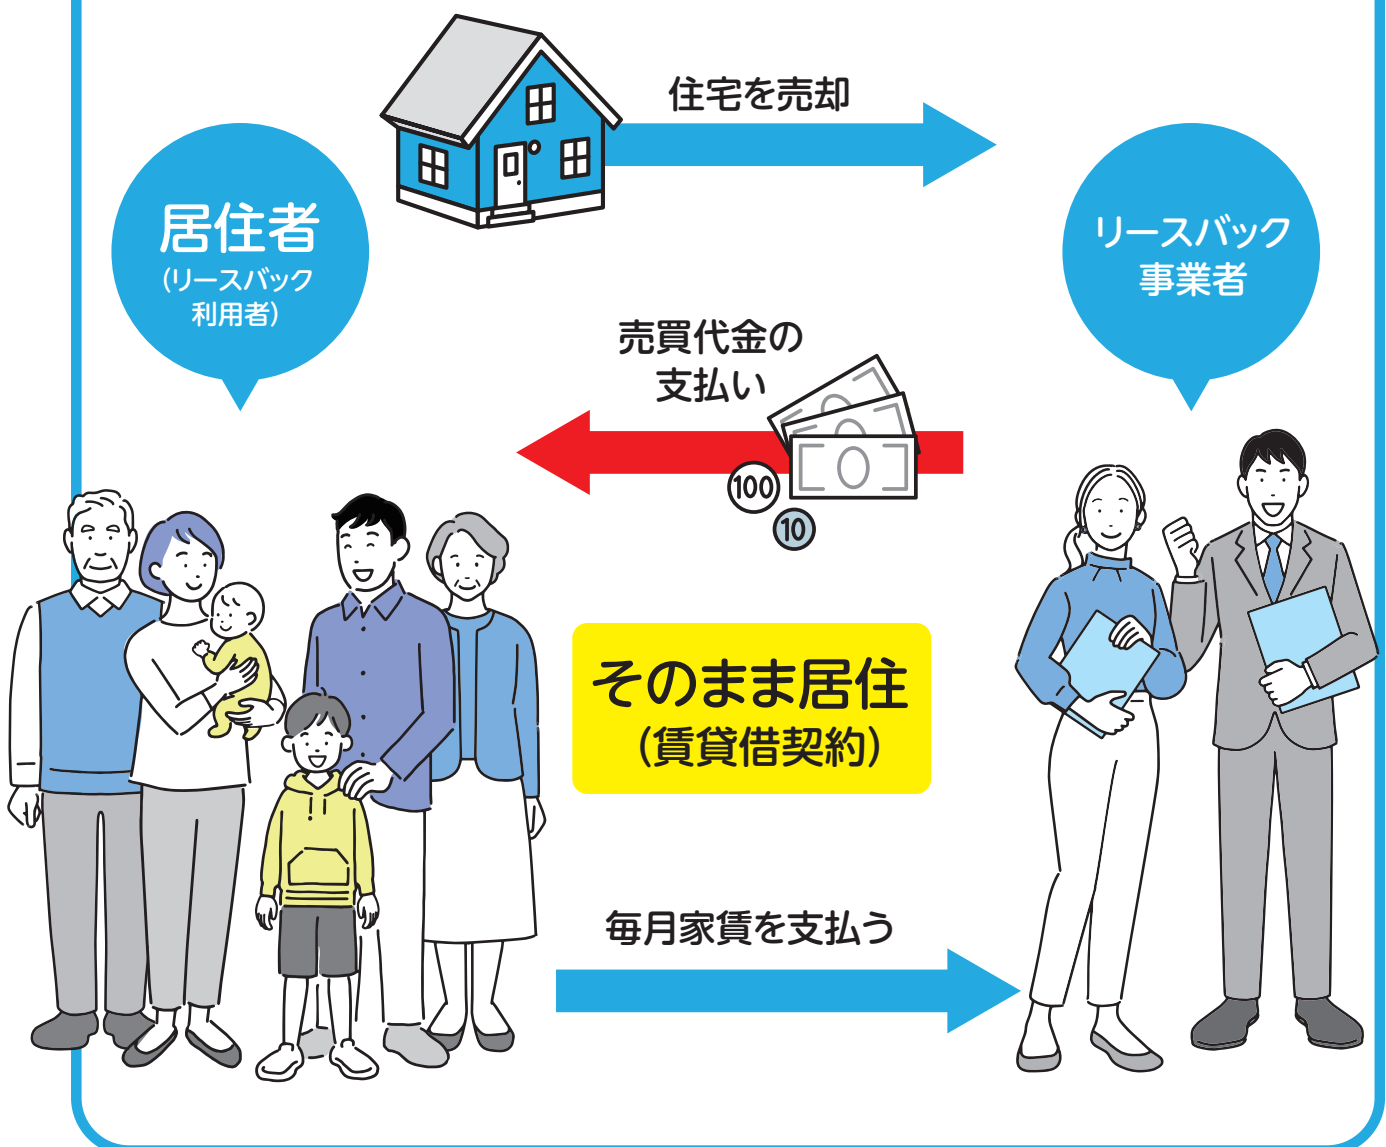 住宅を売却
居住者
(リースバック
利用者)
リースバック
事業者
売買代金の
支払い
100
10
そのまま居住
(賃貸借契約)
毎月家賃を支払う